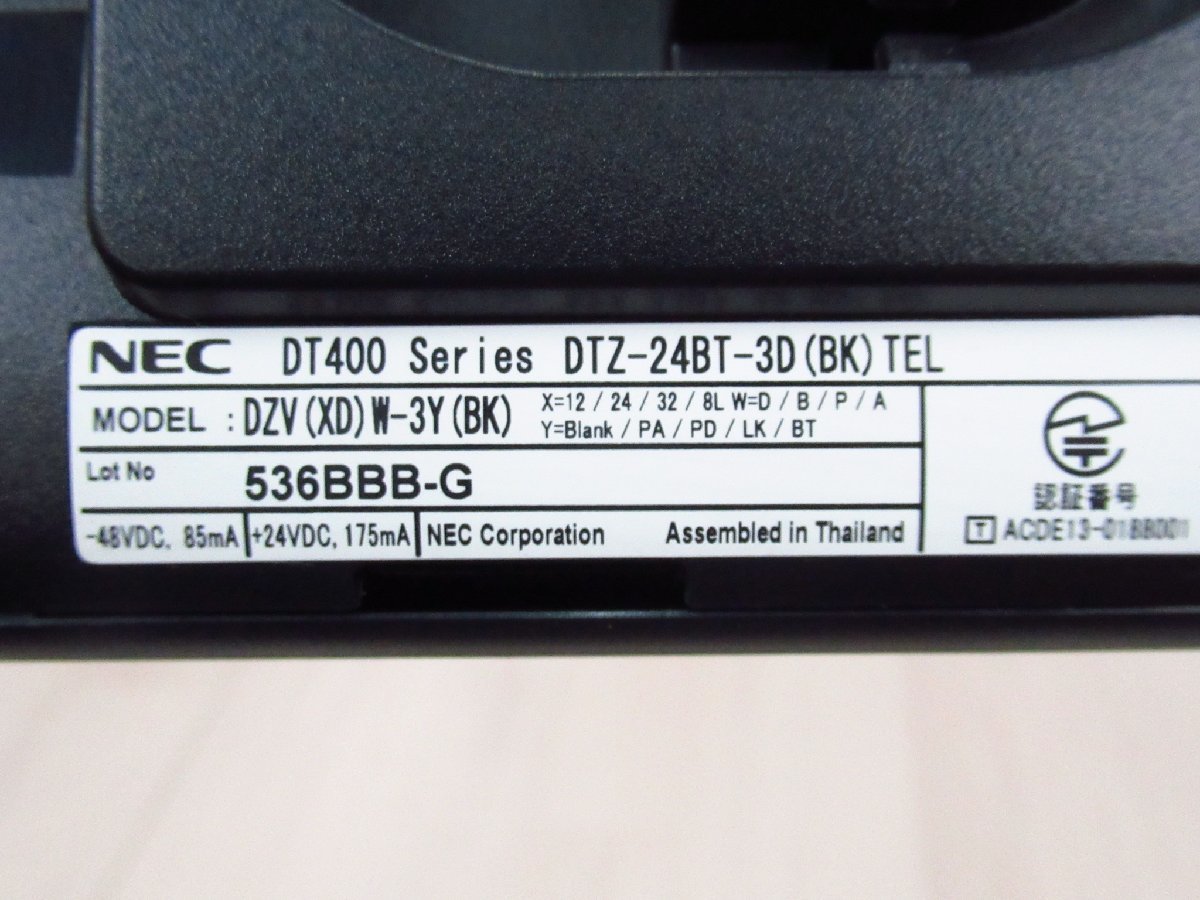 NEC DT400 Series DTZ-24BT-3D(BK)TEL
MODEL : DZV(XD)W-3Y(BK) X=12 / 24 / 32 / 8L W=D / B / P / A
Y=Blank / PA / PD / LK / BT
Lot No 536BBB-G
-48VDC, 85mA +24VDC, 175mA NEC Corporation Assembled in Thailand
認証番号
T ACDE13-0188001